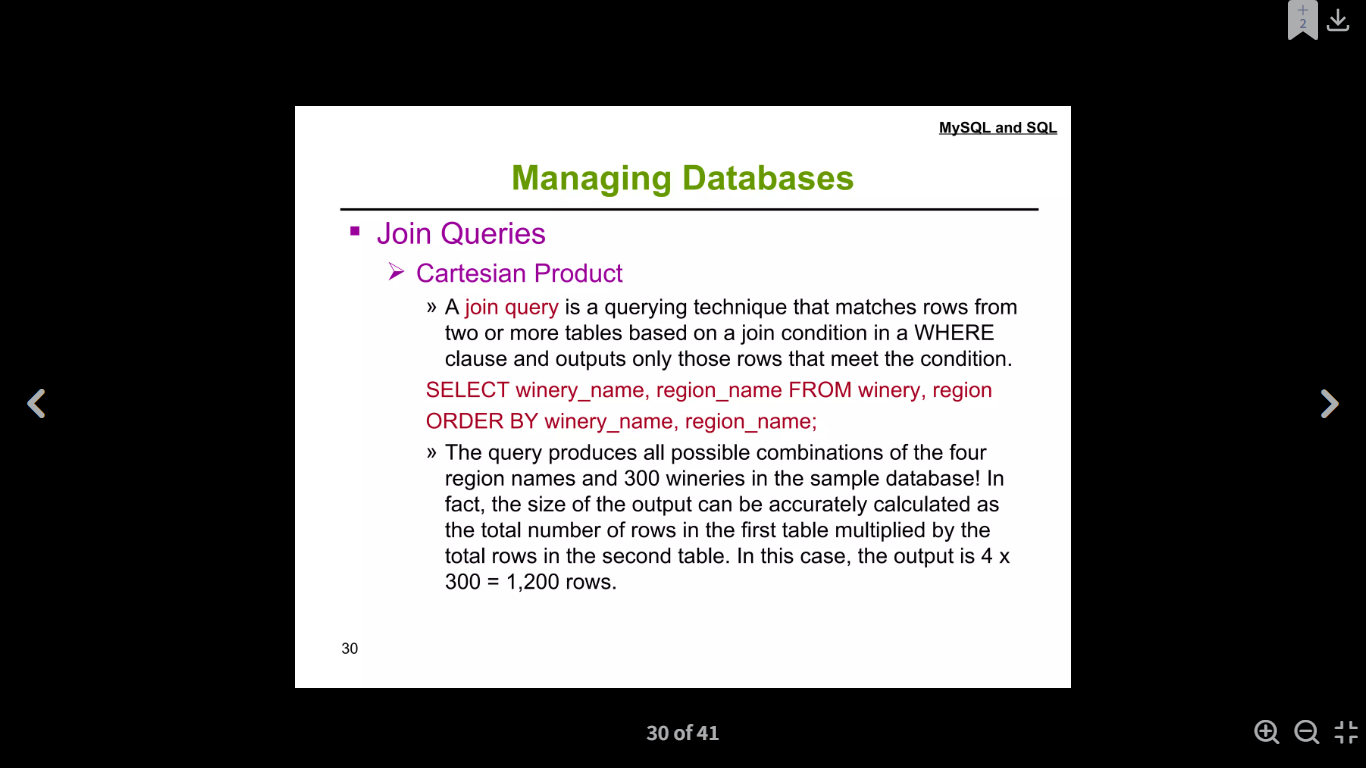 +
2
MySQL and SQL
Managing Databases
▪ Join Queries
➢ Cartesian Product
» A join query is a querying technique that matches rows from
two or more tables based on a join condition in a WHERE
clause and outputs only those rows that meet the condition.
SELECT winery_name, region_name FROM winery, region
ORDER BY winery_name, region_name;
» The query produces all possible combinations of the four
region names and 300 wineries in the sample database! In
fact, the size of the output can be accurately calculated as
the total number of rows in the first table multiplied by the
total rows in the second table. In this case, the output is 4 x
300 = 1,200 rows.
30
30 of 41